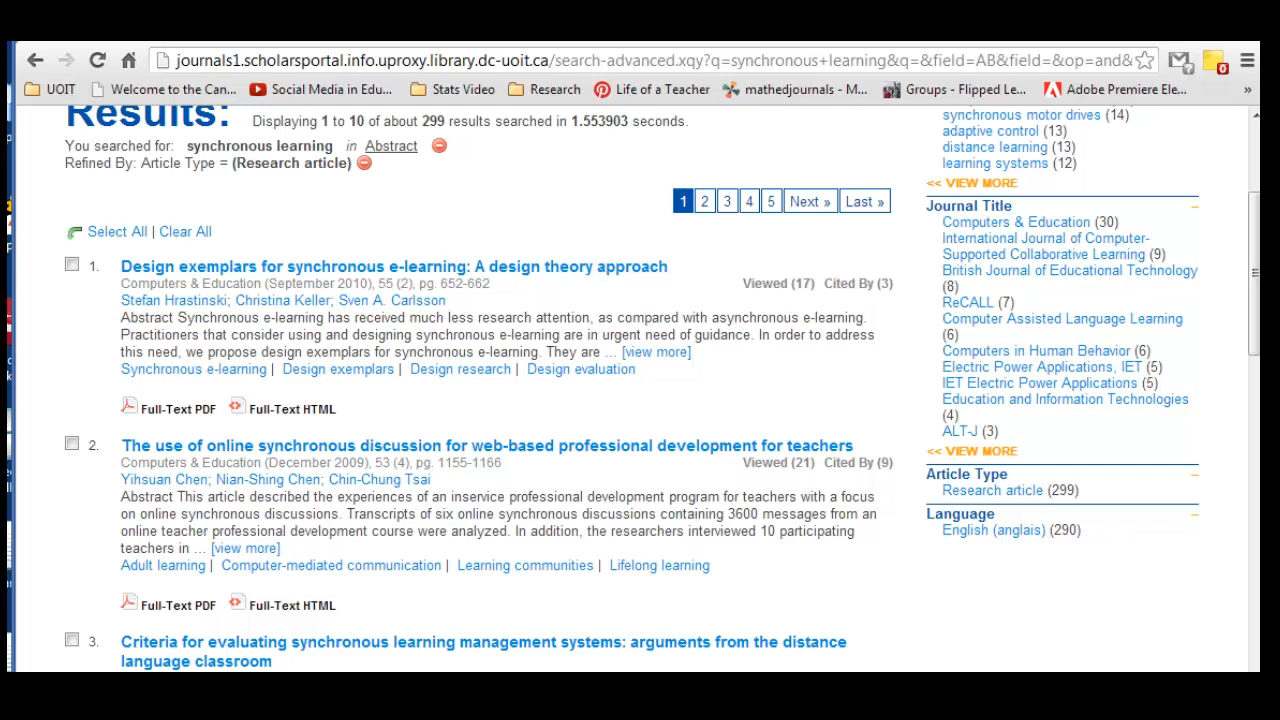 journals1.scholarsportal.info.uproxy.library.dc-uoit.ca/search-advanced.xqy?q=synchronous+learning&q=&field=AB&field=&op=and&
UOIT Welcome to the Can... Social Media in Edu... Stats Video Research Life of a Teacher mathedjournals - M... Groups - Flipped Le... Adobe Premiere Ele... »
Results: Displaying 1 to 10 of about 299 results searched in 1.553903 seconds.
You searched for: synchronous learning in Abstract
Refined By: Article Type = (Research article)
1 2 3 4 5 Next » Last »
Select All | Clear All
1. Design exemplars for synchronous e-learning: A design theory approach
Computers & Education (September 2010), 55 (2), pg. 652-662 Viewed (17) Cited By (3)
Stefan Hrastinski; Christina Keller; Sven A. Carlsson
Abstract Synchronous e-learning has received much less research attention, as compared with asynchronous e-learning.
Practitioners that consider using and designing synchronous e-learning are in urgent need of guidance. In order to address
this need, we propose design exemplars for synchronous e-learning. They are ... [view more]
Synchronous e-learning | Design exemplars | Design research | Design evaluation
Full-Text PDF Full-Text HTML
2. The use of online synchronous discussion for web-based professional development for teachers
Computers & Education (December 2009), 53 (4), pg. 1155-1166 Viewed (21) Cited By (9)
Yihsuan Chen; Nian-Shing Chen; Chin-Chung Tsai
Abstract This article described the experiences of an inservice professional development program for teachers with a focus
on online synchronous discussions. Transcripts of six online synchronous discussions containing 3600 messages from an
online teacher professional development course were analyzed. In addition, the researchers interviewed 10 participating
teachers in ... [view more]
Adult learning | Computer-mediated communication | Learning communities | Lifelong learning
Full-Text PDF Full-Text HTML
3. Criteria for evaluating synchronous learning management systems: arguments from the distance
language classroom
synchronous motor drives (14)
adaptive control (13)
distance learning (13)
learning systems (12)
<< VIEW MORE
Journal Title
Computers & Education (30)
International Journal of Computer-
Supported Collaborative Learning (9)
British Journal of Educational Technology
(8)
ReCALL (7)
Computer Assisted Language Learning
(6)
Computers in Human Behavior (6)
Electric Power Applications, IET (5)
IET Electric Power Applications (5)
Education and Information Technologies
(4)
ALT-J (3)
<< VIEW MORE
Article Type
Research article (299)
Language
English (anglais) (290)